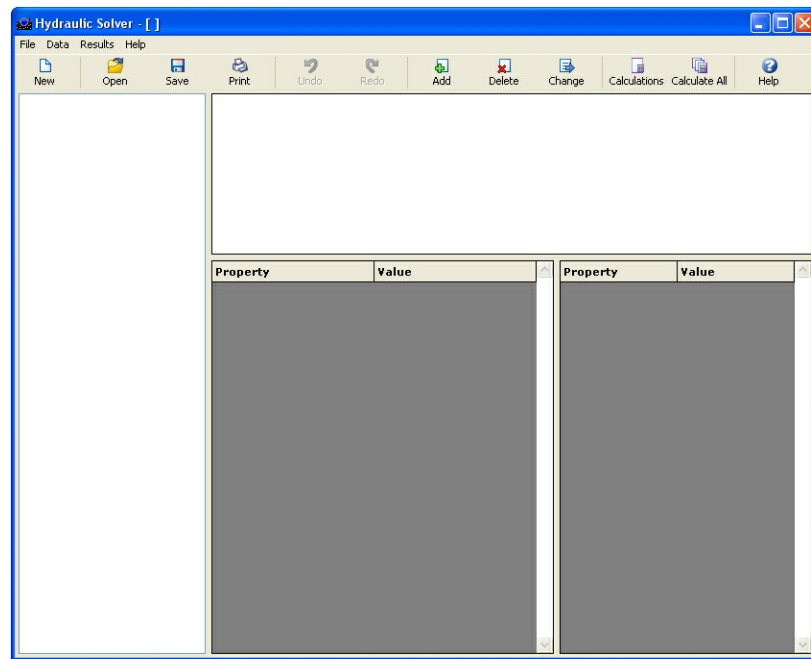 Hydraulic Solver - [ ]
File Data Results Help
New Open Save Print Undo Redo Add Delete Change Calculations Calculate All Help
Property Value Property Value